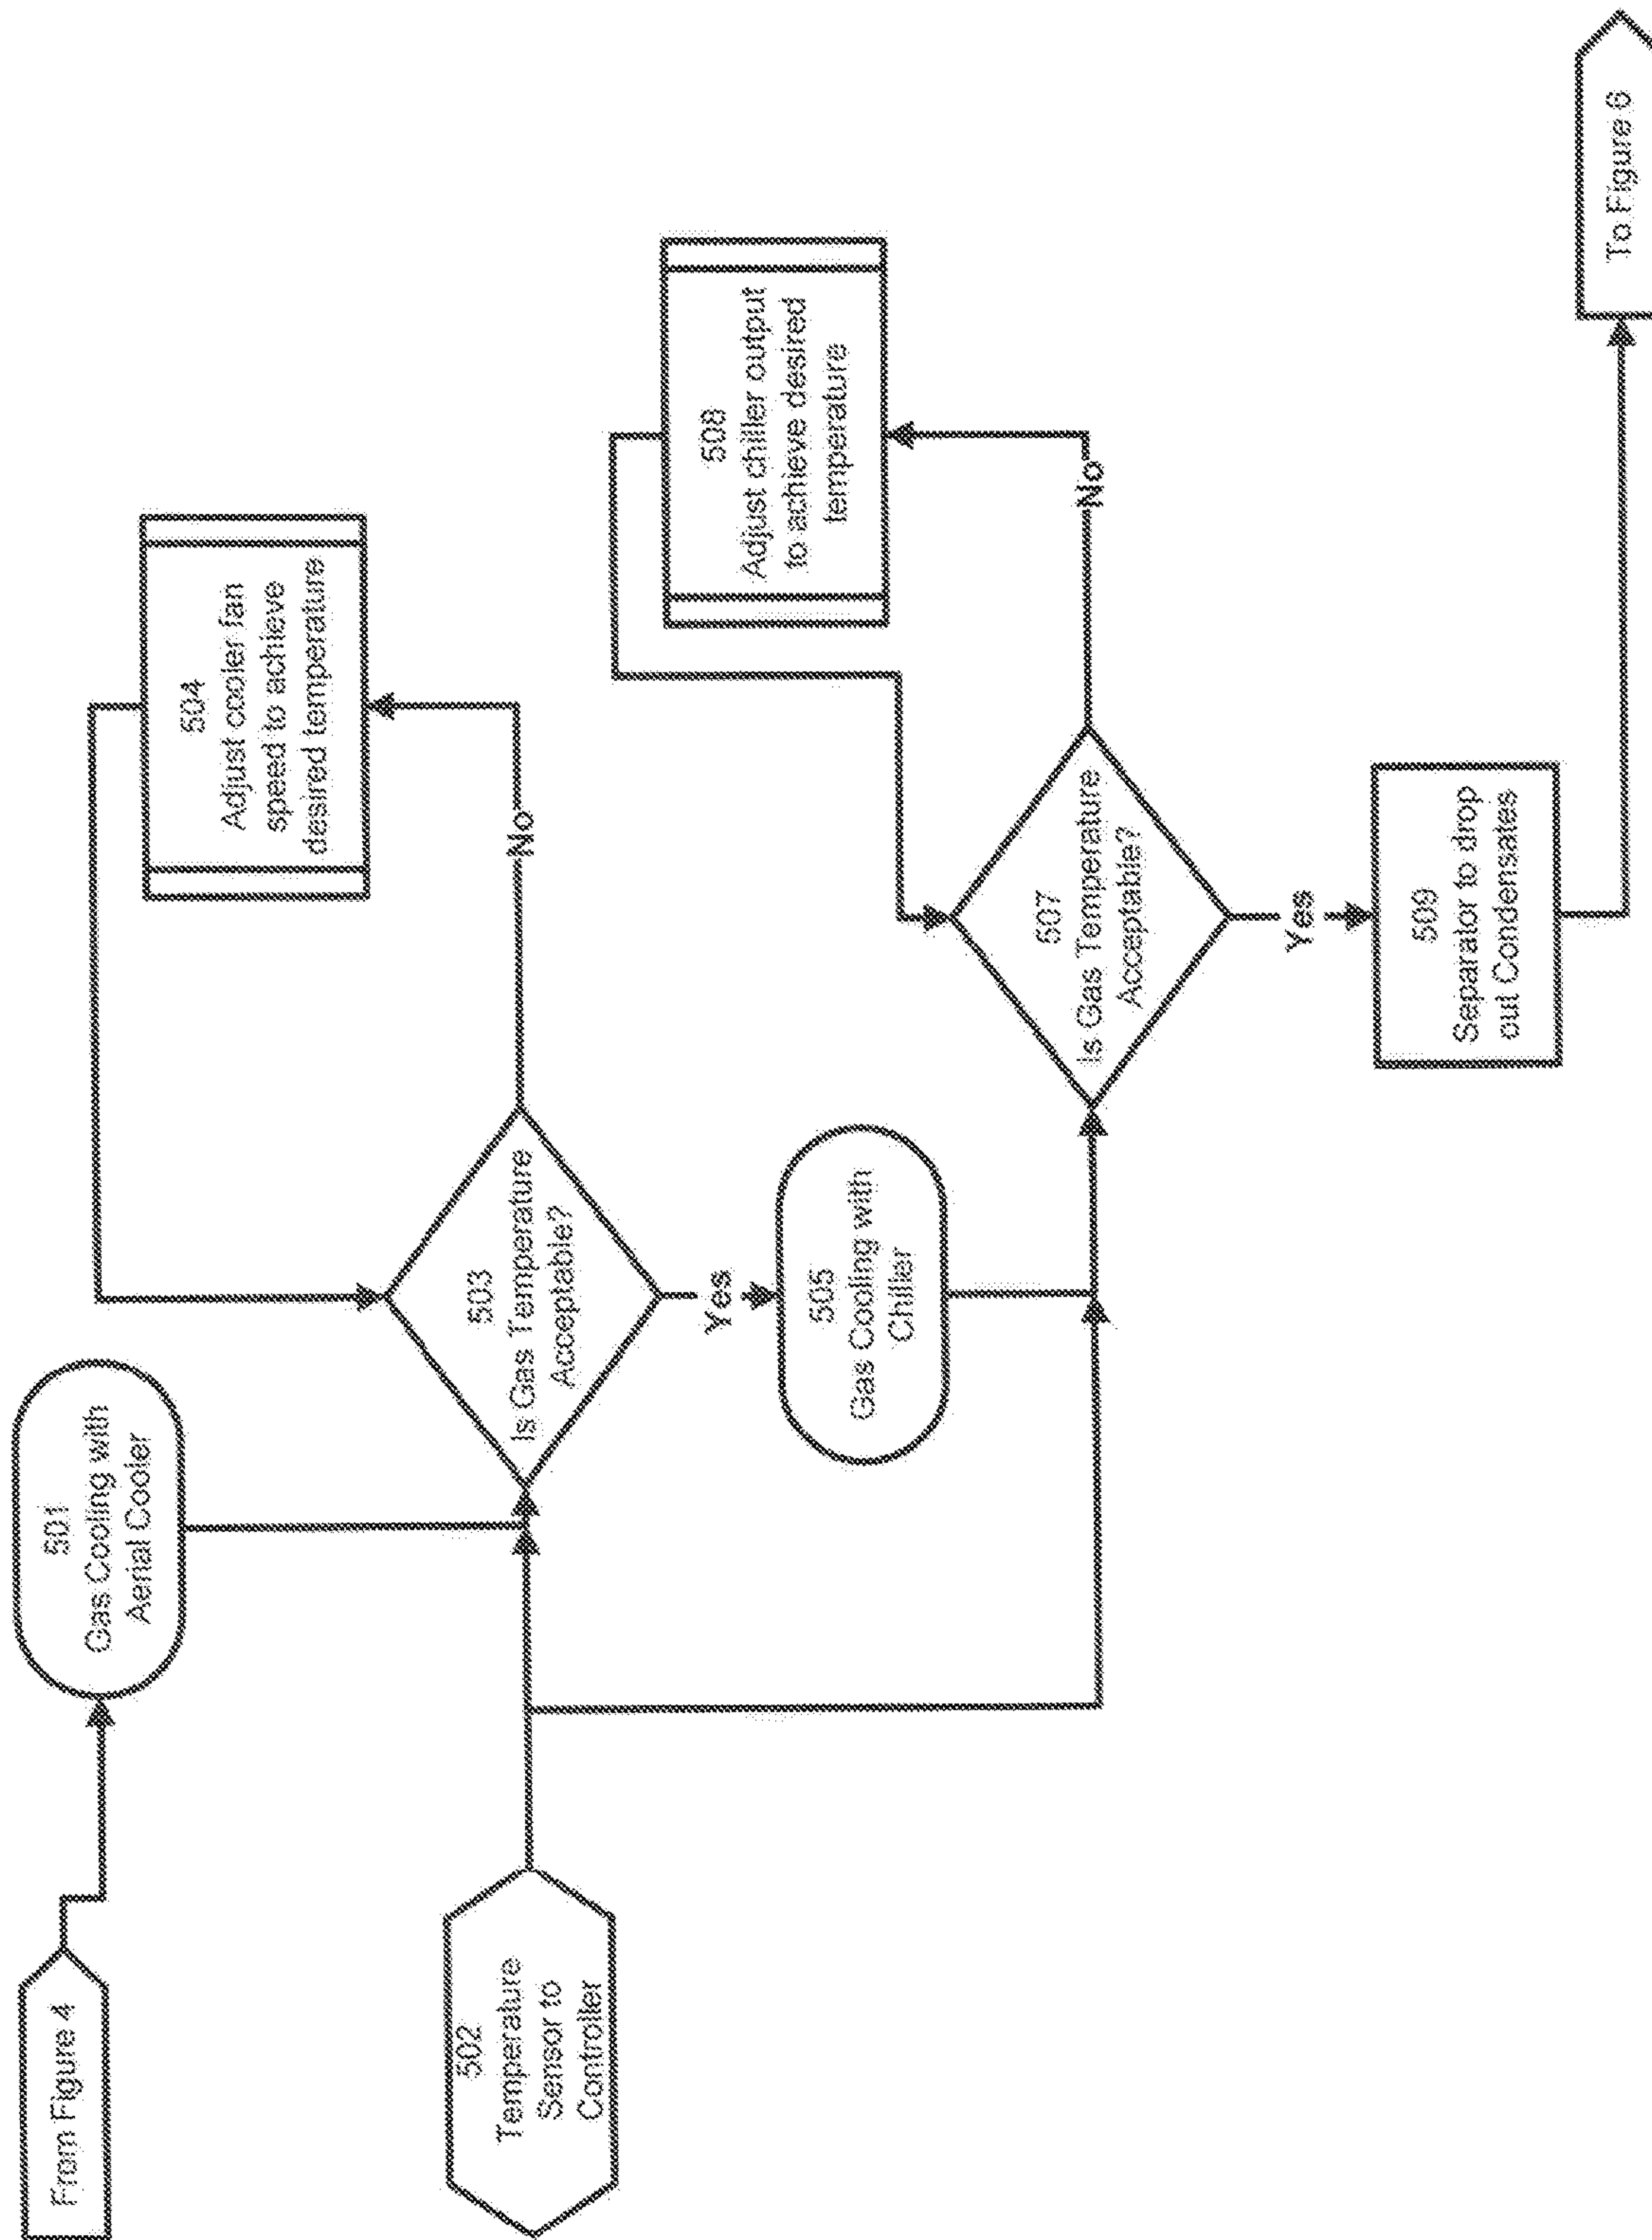 From Figure 4
501
Gas Cooling with
Aerial Cooler
502
Temperature
Sensor to
Controller
503
Is Gas Temperature
Acceptable?
No
504
Adjust cooler fan
speed to achieve
desired temperature
Yes
505
Gas Cooling with
Chiller
507
Is Gas Temperature
Acceptable?
No
508
Adjust chiller output
to achieve desired
temperature
Yes
509
Separator to drop
out Condensates
To Figure 6